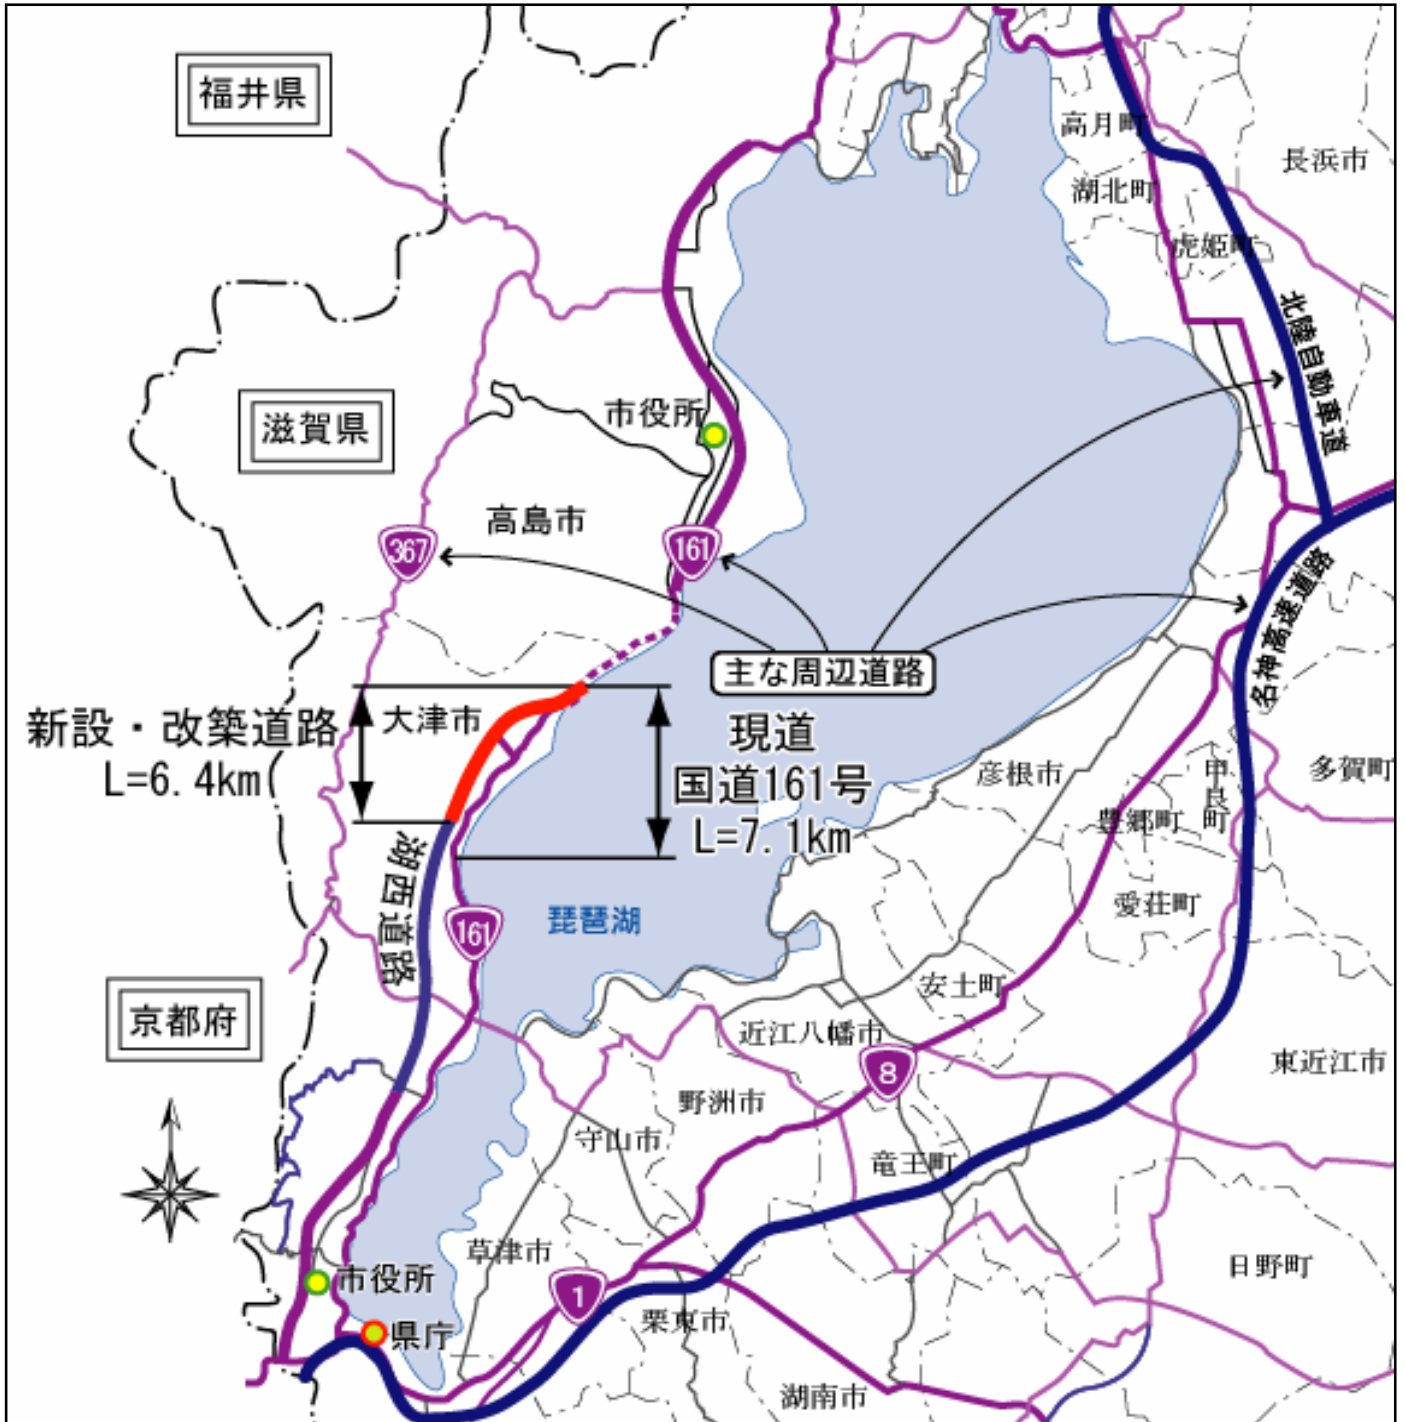 福井県
高月町
長浜市
湖北町
虎姫町
北陸自動車道
滋賀県
市役所
高島市
367
161
名神高速道路
主な周辺道路
新設・改築道路
L=6.4km
大津市
現道
国道161号
L=7.1km
彦根市
甲良町
多賀町
豊郷町
湖西道路
愛荘町
161
琵琶湖
安土町
京都府
近江八幡市
東近江市
8
野洲市
守山市
竜王町
草津市
日野町
市役所
1
栗東市
県庁
湖南市